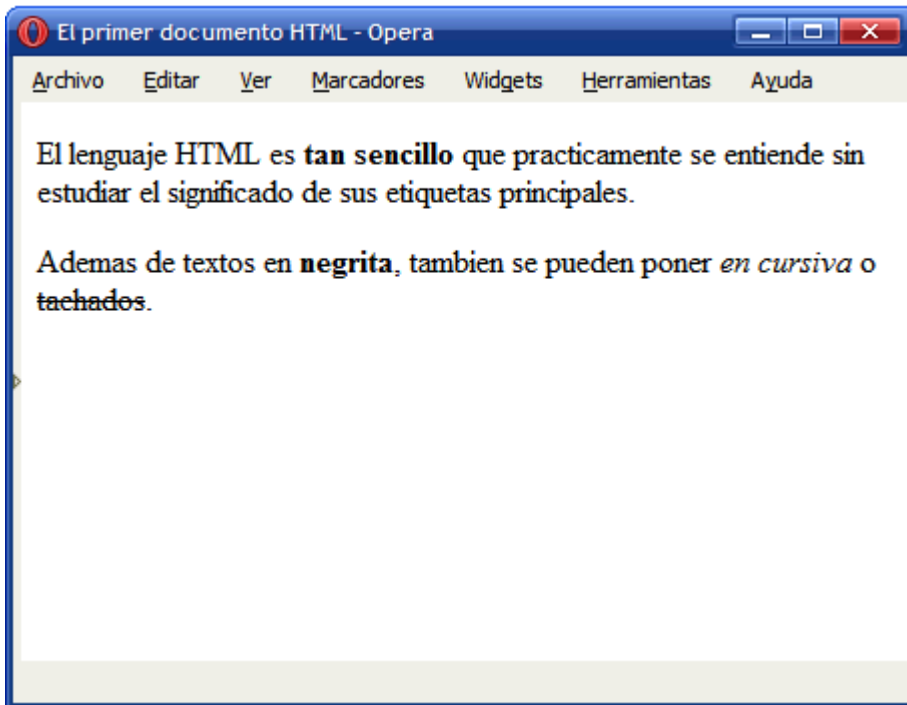 El primer documento HTML - Opera
Archivo Editar Ver Marcadores Widgets Herramientas Ayuda
El lenguaje HTML es tan sencillo que practicamente se entiende sin
estudiar el significado de sus etiquetas principales.
Ademas de textos en negrita, tambien se pueden poner en cursiva o
tachados.